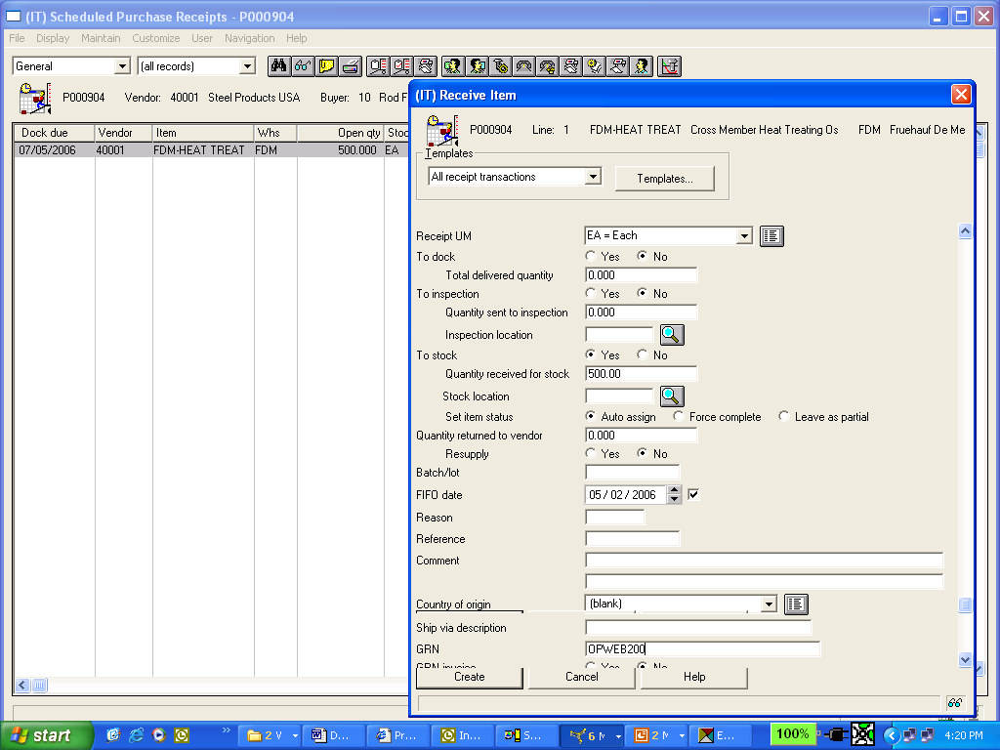 (IT) Scheduled Purchase Receipts - P000904
File Display Maintain Customize User Navigation Help
General (all records)
P000904 Vendor: 40001 Steel Products USA Buyer: 10 Rod F
Dock due Vendor Item Whs Open qty Stoc
07/05/2006 40001 FDM-HEAT TREAT FDM 500.000 EA
(IT) Receive Item
P000904 Line: 1 FDM-HEAT TREAT Cross Member Heat Treating Os FDM Fruehauf De Me
Templates
All receipt transactions Templates...
Receipt UM EA = Each
To dock Yes No
Total delivered quantity 0.000
To inspection Yes No
Quantity sent to inspection 0.000
Inspection location
To stock Yes No
Quantity received for stock 500.00
Stock location
Set item status Auto assign Force complete Leave as partial
Quantity returned to vendor 0.000
Resupply Yes No
Batch/lot
FIFO date 05 / 02 / 2006
Reason
Reference
Comment
Country of origin (blank)
Ship via description
GRN OPWEB200
GRN invoice Yes No
Create Cancel Help
start 2 V D... Pr... In... S... 6 M 2 M E... 100% 4:20 PM